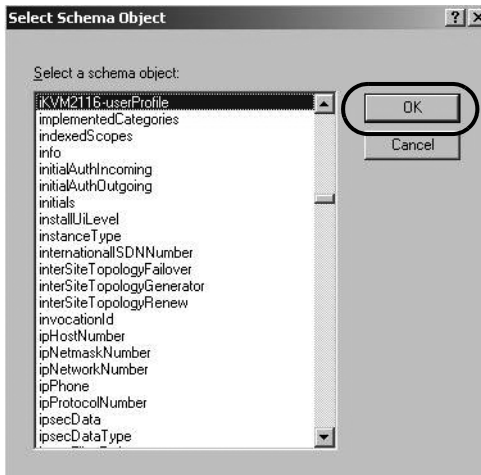 Select Schema Object
? X
Select a schema object:
iKVM2116-userProfile
implementedCategories
indexedScopes
info
initialAuthIncoming
initialAuthOutgoing
initials
installUiLevel
instanceType
internationalISDNNumber
interSiteTopologyFailover
interSiteTopologyGenerator
interSiteTopologyRenew
invocationId
ipHostNumber
ipNetmaskNumber
ipNetworkNumber
ipPhone
ipProtocolNumber
ipsecData
ipsecDataType
OK
Cancel